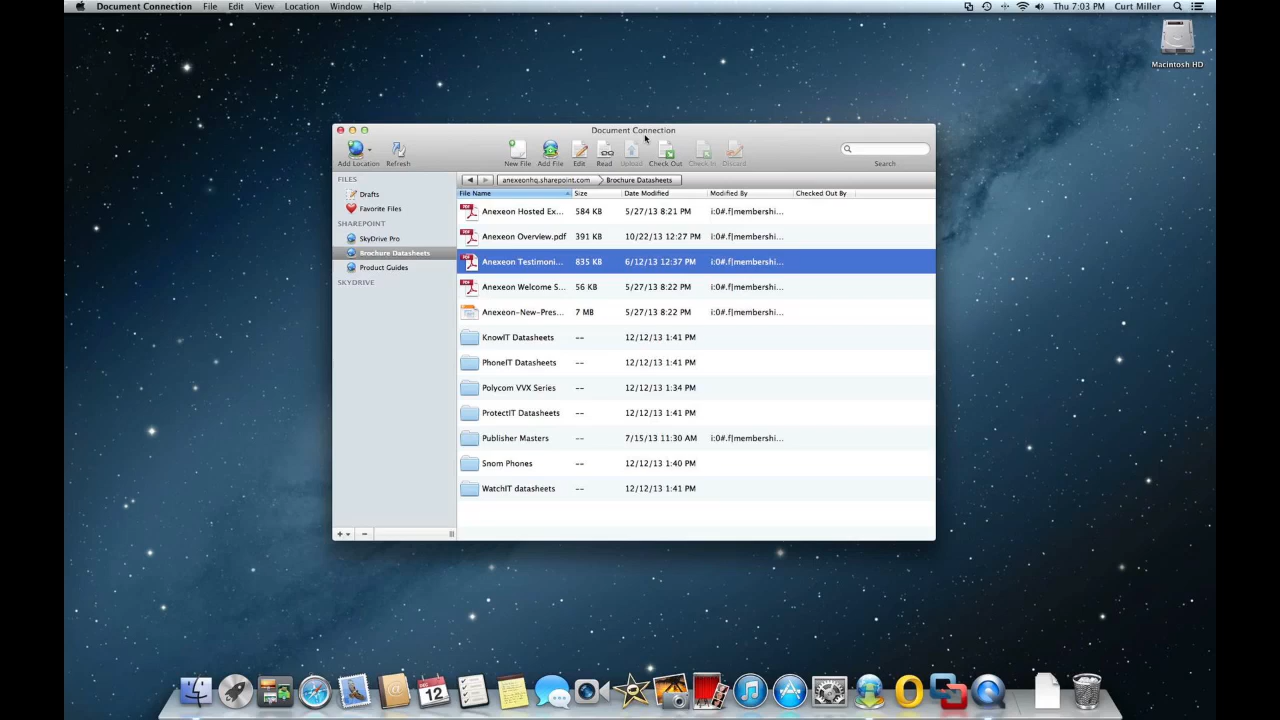 Document Connection File Edit View Location Window Help Thu 7:03 PM Curt Miller
Macintosh HD
Document Connection
Add Location Refresh New File Add File Edit Read Upload Check Out Check In Discard Search
FILES
Drafts
Favorite Files
SHAREPOINT
SkyDrive Pro
Brochure Datasheets
Product Guides
SKYDRIVE
anexeonhq.sharepoint.com Brochure Datasheets
File Name Size Date Modified Modified By Checked Out By
Anexeon Hosted Ex... 584 KB 5/27/13 8:21 PM i:0#.f|membershi...
Anexeon Overview.pdf 391 KB 10/22/13 12:27 PM i:0#.f|membershi...
Anexeon Testimoni... 835 KB 6/12/13 12:37 PM i:0#.f|membershi...
Anexeon Welcome S... 56 KB 5/27/13 8:22 PM i:0#.f|membershi...
Anexeon-New-Pres... 7 MB 5/27/13 8:22 PM i:0#.f|membershi...
KnowIT Datasheets -- 12/12/13 1:41 PM
PhoneIT Datasheets -- 12/12/13 1:41 PM
Polycom VVX Series -- 12/12/13 1:34 PM
ProtectIT Datasheets -- 12/12/13 1:41 PM
Publisher Masters -- 7/15/13 11:30 AM i:0#.f|membershi...
Snom Phones -- 12/12/13 1:40 PM
WatchIT datasheets -- 12/12/13 1:41 PM
12